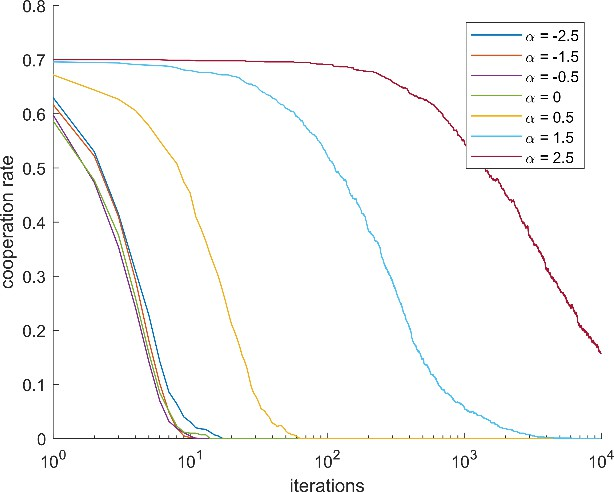 0.8
0.7
0.6
0.5
0.4
0.3
0.2
0.1
0
cooperation rate
10^0
10^1
10^2
10^3
10^4
iterations
α = -2.5
α = -1.5
α = -0.5
α = 0
α = 0.5
α = 1.5
α = 2.5